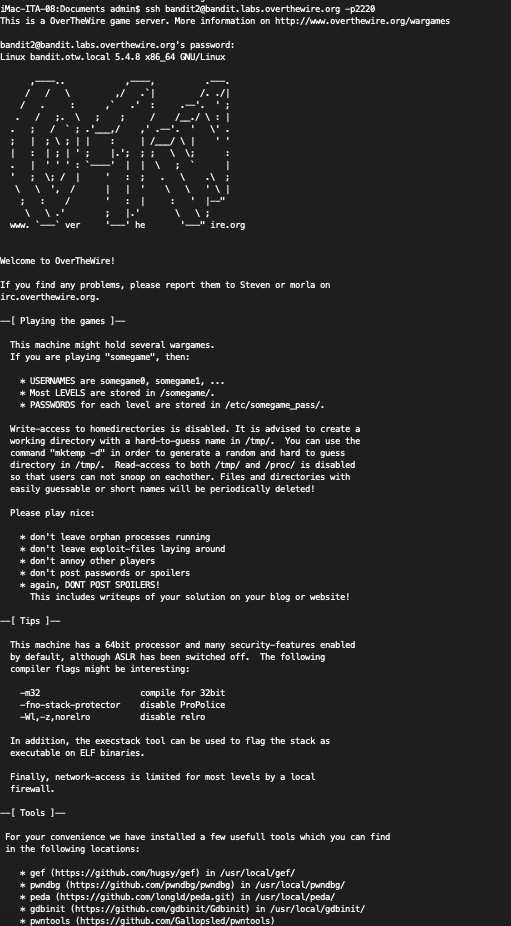 iMac-ITA-08:Documents admin$ ssh bandit2@bandit.labs.overthewire.org -p2220
This is a OverTheWire game server. More information on http://www.overthewire.org/wargames
bandit2@bandit.labs.overthewire.org's password:
Linux bandit.otw.local 5.4.8 x86_64 GNU/Linux
www. ver he ire.org
Welcome to OverTheWire!
If you find any problems, please report them to Steven or morla on
irc.overthewire.org.
--[ Playing the games ]--
This machine might hold several wargames.
If you are playing "somegame", then:
* USERNAMES are somegame0, somegame1, ...
* Most LEVELS are stored in /somegame/.
* PASSWORDS for each level are stored in /etc/somegame_pass/.
Write-access to homedirectories is disabled. It is advised to create a
working directory with a hard-to-guess name in /tmp/.  You can use the
command "mktemp -d" in order to generate a random and hard to guess
directory in /tmp/.  Read-access to both /tmp/ and /proc/ is disabled
so that users can not snoop on eachother. Files and directories with
easily guessable or short names will be periodically deleted!
Please play nice:
* don't leave orphan processes running
* don't leave exploit-files laying around
* don't annoy other players
* don't post passwords or spoilers
* again, DONT POST SPOILERS!
This includes writeups of your solution on your blog or website!
--[ Tips ]--
This machine has a 64bit processor and many security-features enabled
by default, although ASLR has been switched off.  The following
compiler flags might be interesting:
-m32                    compile for 32bit
-fno-stack-protector    disable ProPolice
-Wl,-z,norelro          disable relro
In addition, the execstack tool can be used to flag the stack as
executable on ELF binaries.
Finally, network-access is limited for most levels by a local
firewall.
--[ Tools ]--
For your convenience we have installed a few usefull tools which you can find
in the following locations:
* gef (https://github.com/hugsy/gef) in /usr/local/gef/
* pwndbg (https://github.com/pwndbg/pwndbg) in /usr/local/pwndbg/
* peda (https://github.com/longld/peda.git) in /usr/local/peda/
* gdbinit (https://github.com/gdbinit/Gdbinit) in /usr/local/gdbinit/
* pwntools (https://github.com/Gallopsled/pwntools)